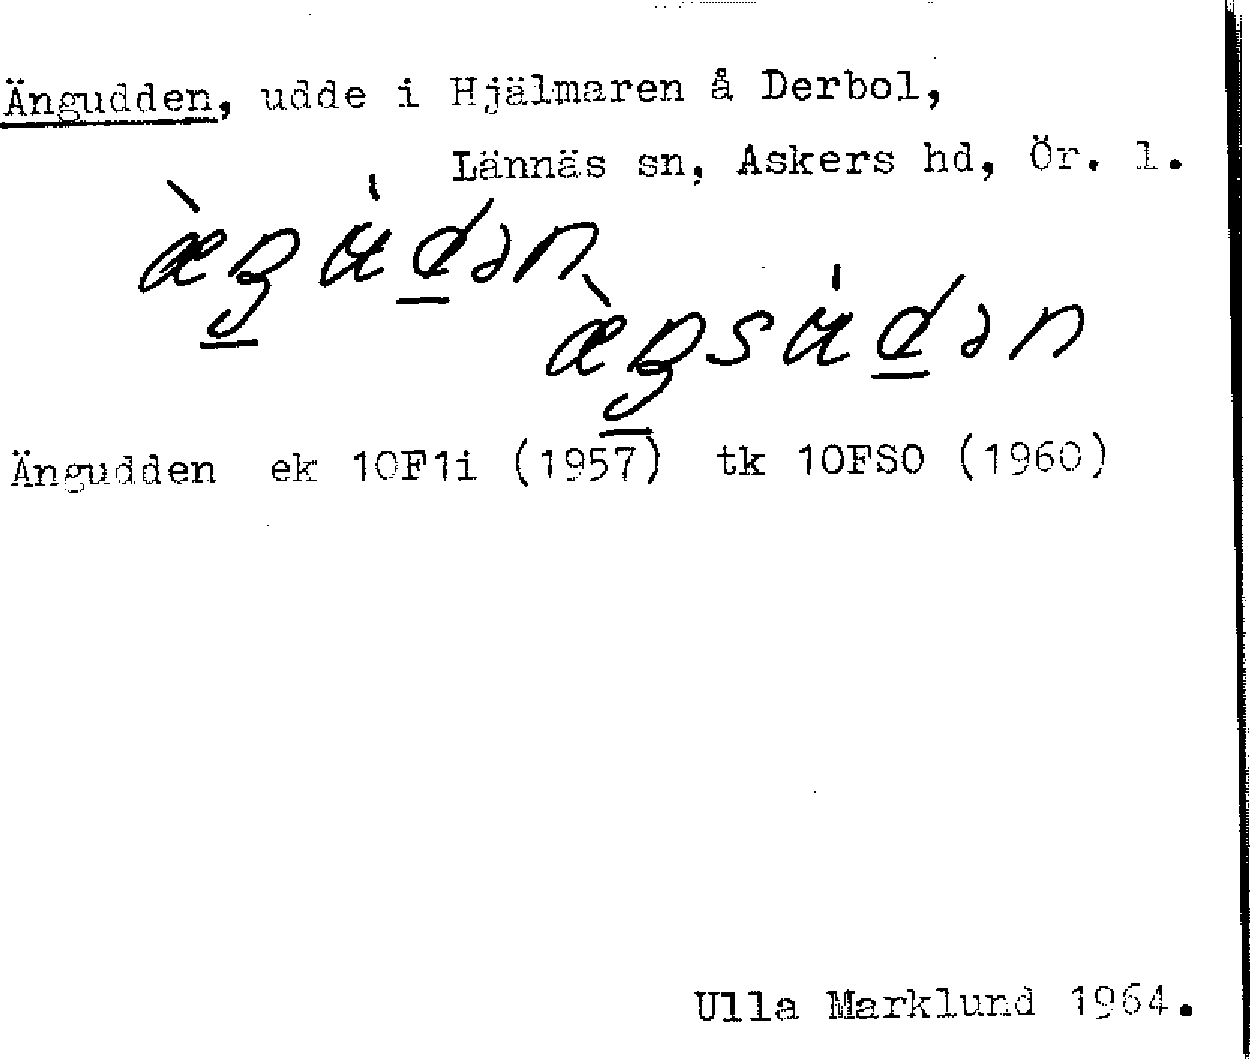 Ängudden, udde i Hjälmaren å Derbol,
Lännäs sn, Askers hd, Ör. l.
Ängudden ek 10F1i (1957) tk 10FSO (1960)
Ulla Marklund 1964.